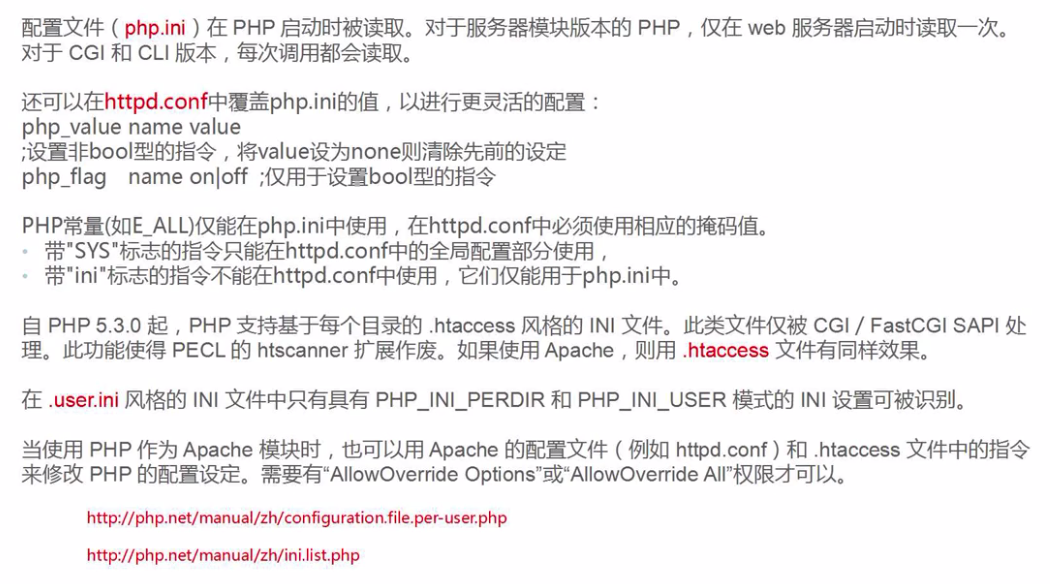 配置文件（php.ini）在 PHP 启动时被读取。对于服务器模块版本的 PHP，仅在 web 服务器启动时读取一次。
对于 CGI 和 CLI 版本，每次调用都会读取。
还可以在httpd.conf中覆盖php.ini的值，以进行更灵活的配置：
php_value name value
;设置非bool型的指令，将value设为none则清除先前的设定
php_flag name on|off ;仅用于设置bool型的指令
PHP常量(如E_ALL)仅能在php.ini中使用，在httpd.conf中必须使用相应的掩码值。
• 带"SYS"标志的指令只能在httpd.conf中的全局配置部分使用，
• 带"ini"标志的指令不能在httpd.conf中使用，它们仅能用于php.ini中。
自 PHP 5.3.0 起，PHP 支持基于每个目录的 .htaccess 风格的 INI 文件。此类文件仅被 CGI / FastCGI SAPI 处
理。此功能使得 PECL 的 htscanner 扩展作废。如果使用 Apache，则用 .htaccess 文件有同样效果。
在 .user.ini 风格的 INI 文件中只有具有 PHP_INI_PERDIR 和 PHP_INI_USER 模式的 INI 设置可被识别。
当使用 PHP 作为 Apache 模块时，也可以用 Apache 的配置文件（例如 httpd.conf）和 .htaccess 文件中的指令
来修改 PHP 的配置设定。需要有“AllowOverride Options”或“AllowOverride All”权限才可以。
http://php.net/manual/zh/configuration.file.per-user.php
http://php.net/manual/zh/ini.list.php